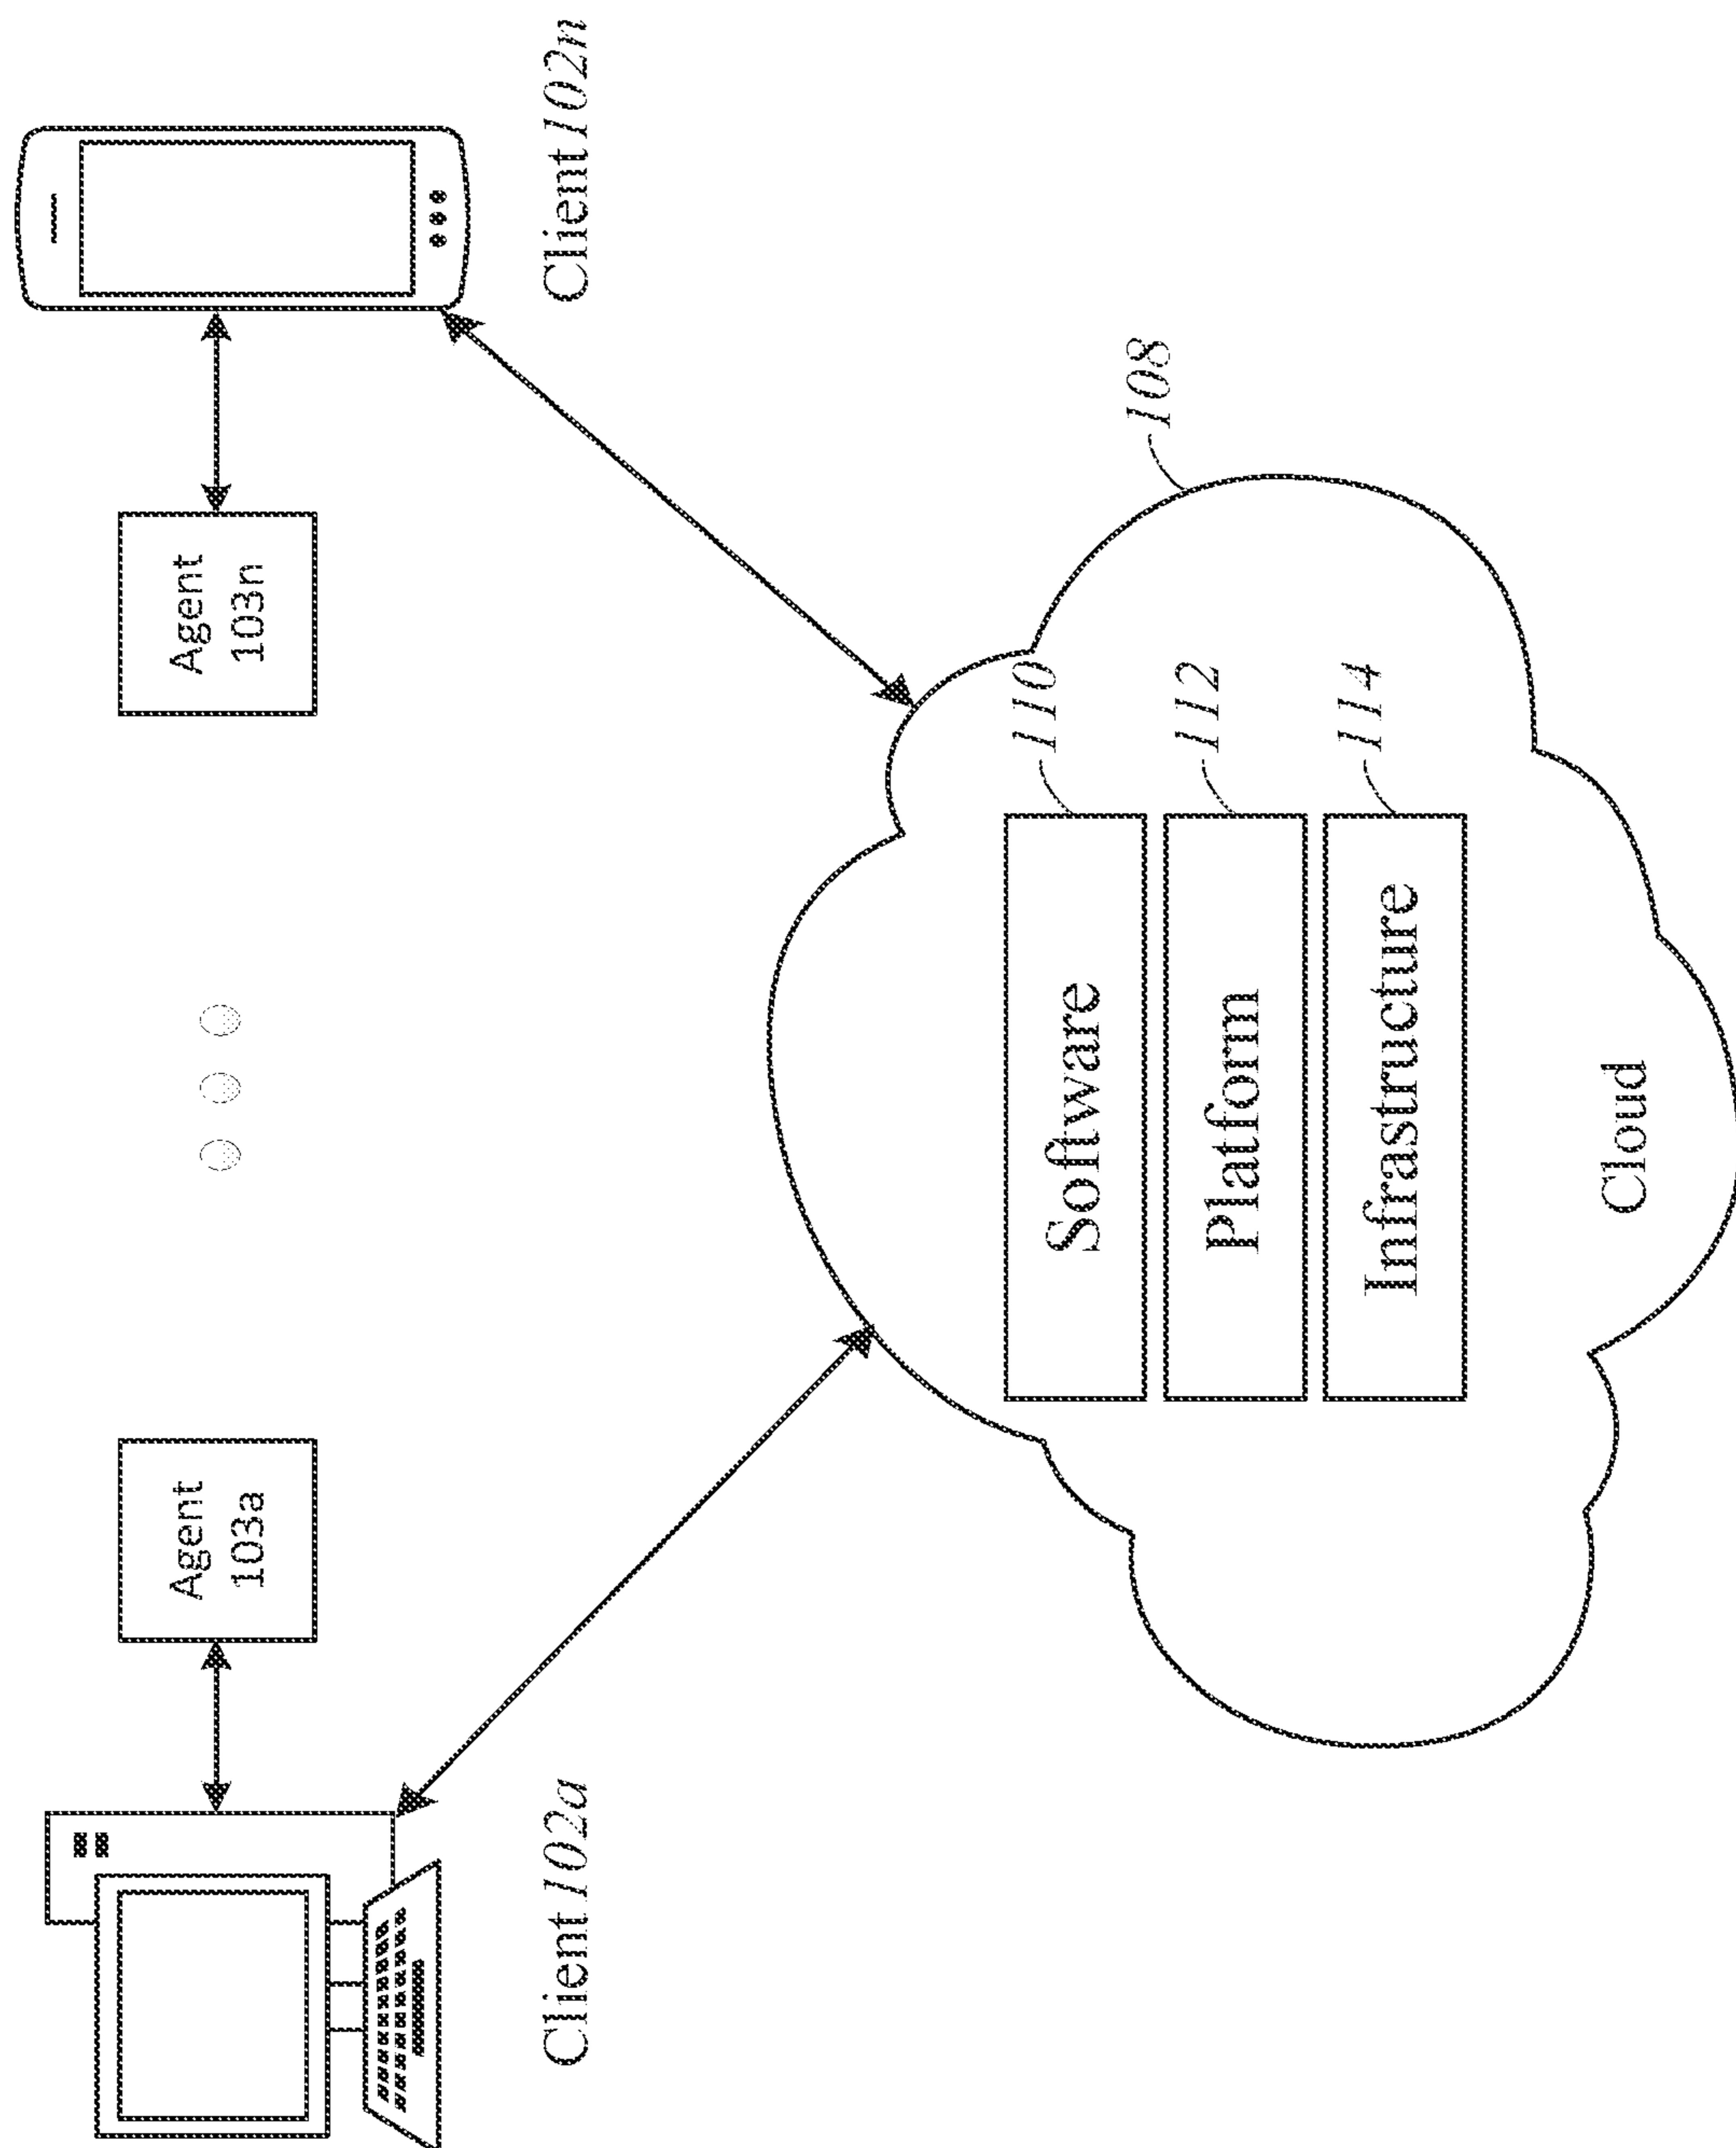 Agent
103a
Agent
103n
Client 102a
Client 102n
108
Software
110
Platform
112
Infrastructure
114
Cloud